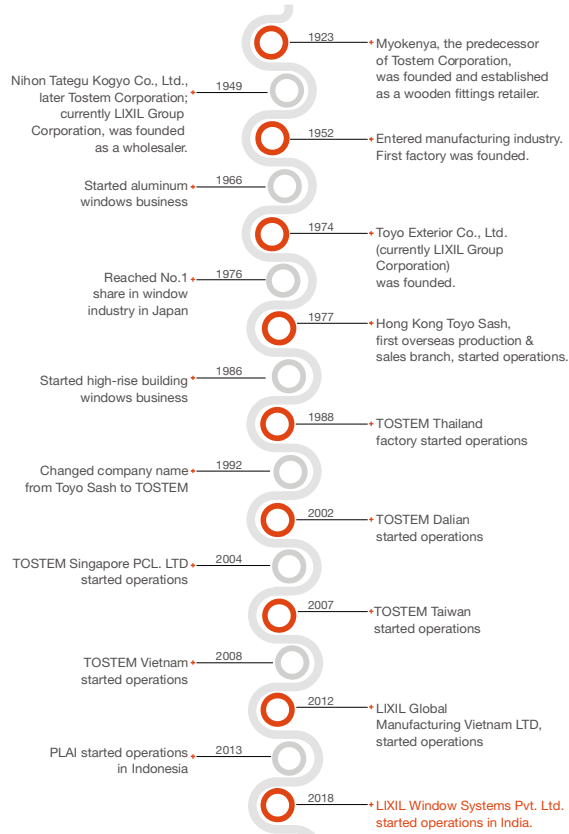 1923
Myokenya, the predecessor
of Tostem Corporation,
was founded and established
as a wooden fittings retailer.
Nihon Tategu Kogyo Co., Ltd.,
later Tostem Corporation;
currently LIXIL Group
Corporation, was founded
as a wholesaler.
1949
1952
Entered manufacturing industry.
First factory was founded.
Started aluminum
windows business
1966
1974
Toyo Exterior Co., Ltd.
(currently LIXIL Group
Corporation)
was founded.
Reached No.1
share in window
industry in Japan
1976
1977
Hong Kong Toyo Sash,
first overseas production &
sales branch, started operations.
Started high-rise building
windows business
1986
1988
TOSTEM Thailand
factory started operations
Changed company name
from Toyo Sash to TOSTEM
1992
2002
TOSTEM Dalian
started operations
TOSTEM Singapore PCL. LTD
started operations
2004
2007
TOSTEM Taiwan
started operations
TOSTEM Vietnam
started operations
2008
2012
LIXIL Global
Manufacturing Vietnam LTD,
started operations
PLAI started operations
in Indonesia
2013
2018
LIXIL Window Systems Pvt. Ltd.
started operations in India.